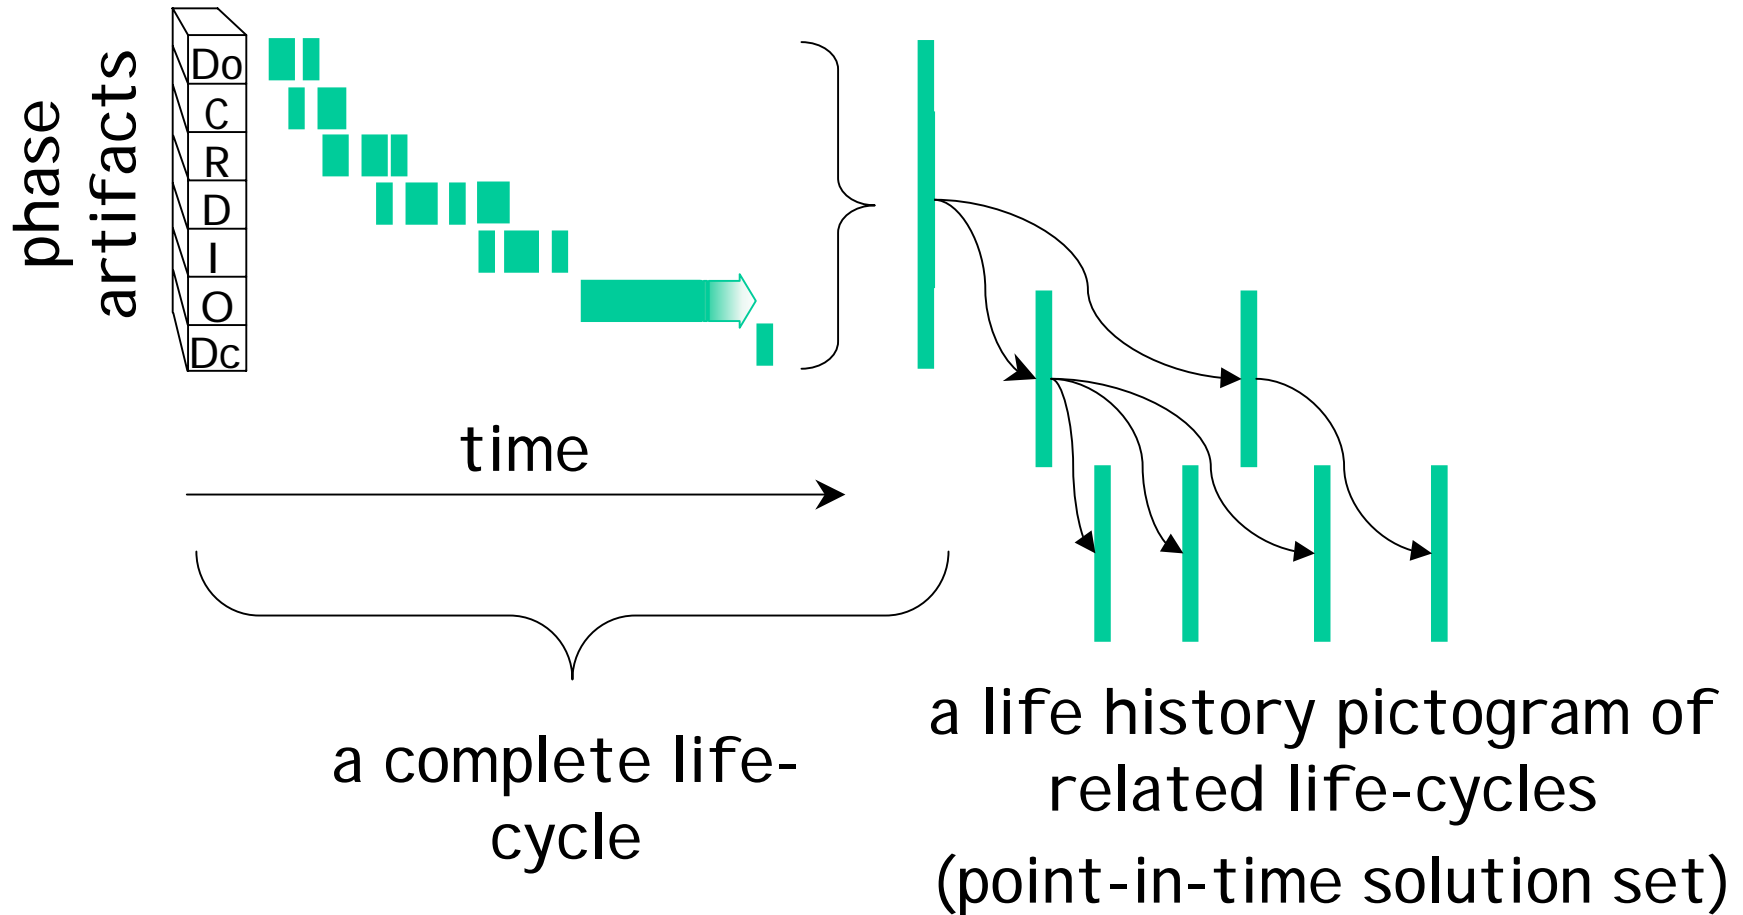 phase
artifacts
Do
C
R
D
I
O
Dc
time
a complete life-
cycle
a life history pictogram of
related life-cycles
(point-in-time solution set)